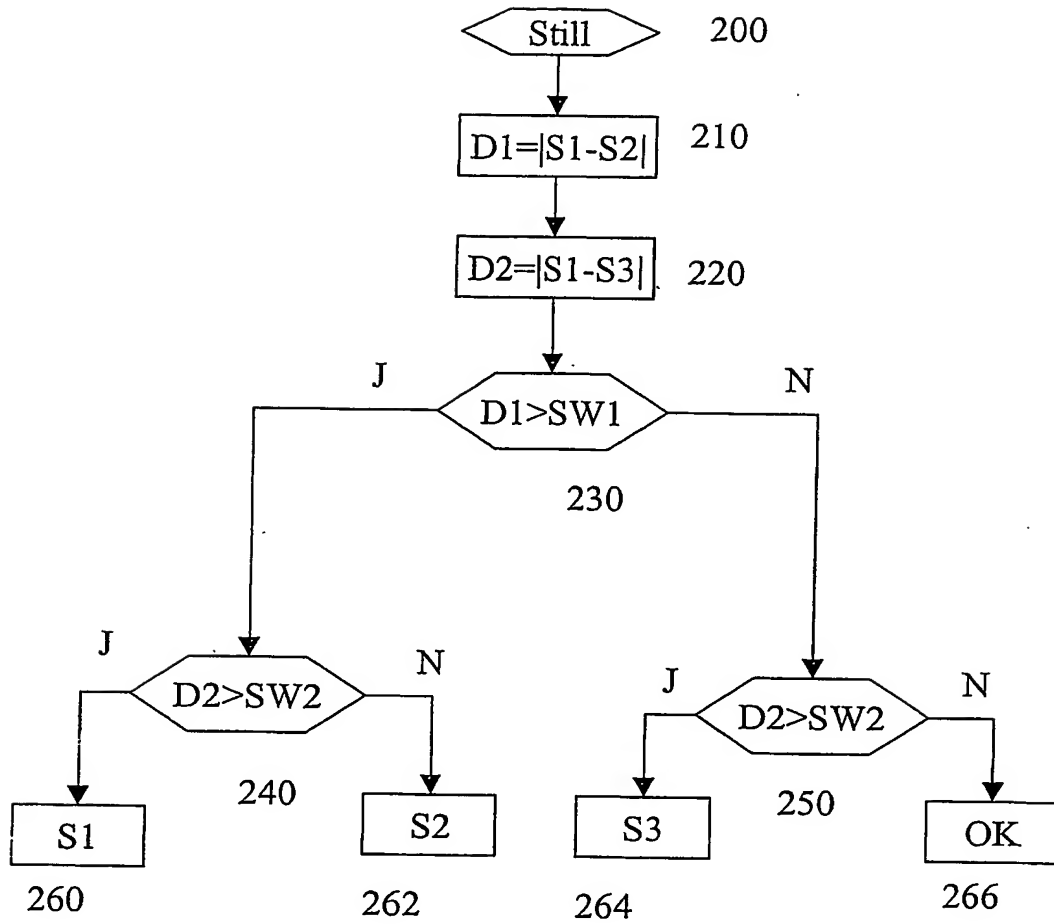 Still 200
D1=|S1-S2| 210
D2=|S1-S3| 220
J N
D1>SW1
230
J N J N
D2>SW2 D2>SW2
240 250
S1 S2 S3 OK
260 262 264 266